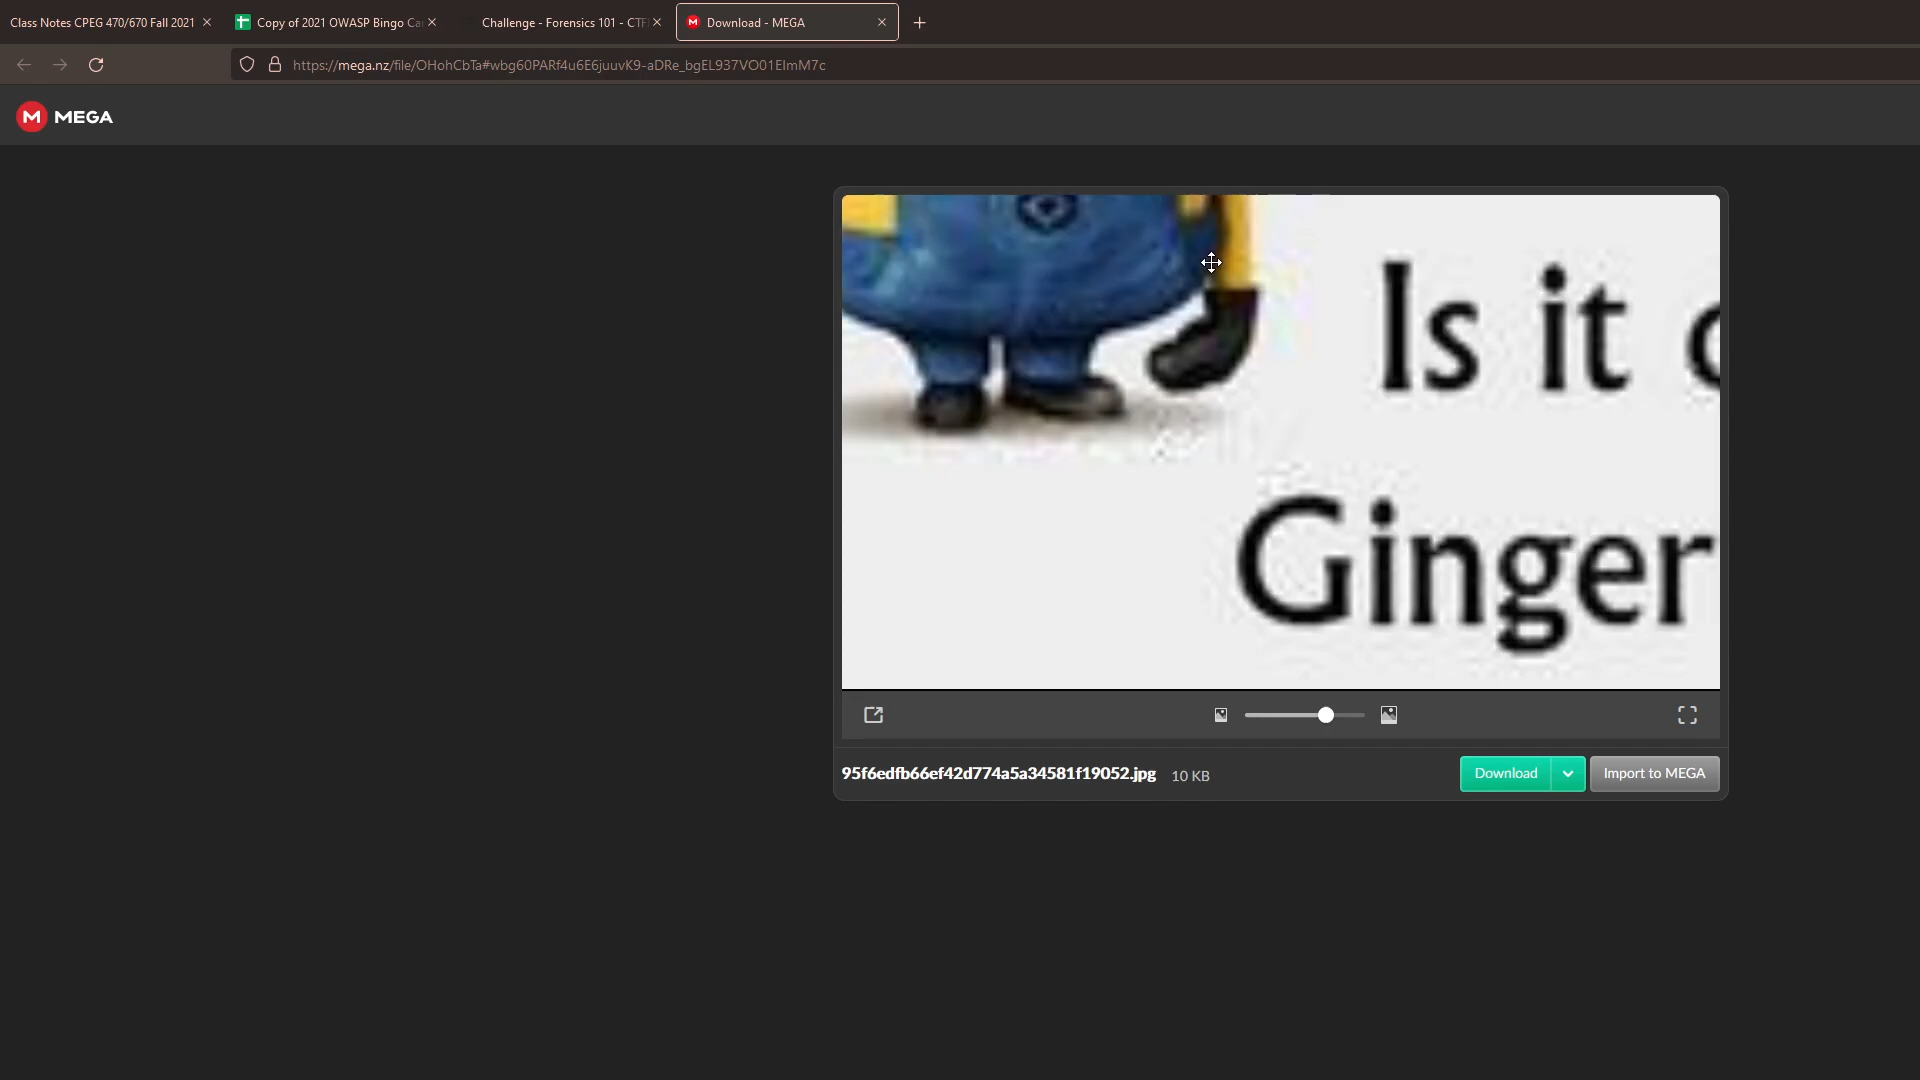 Class Notes CPEG 470/670 Fall 2021
Copy of 2021 OWASP Bingo Ca
Challenge - Forensics 101 - CTF
Download - MEGA
https://mega.nz/file/OHohCbTa#wbg60PARf4u6E6juuvK9-aDRe_bgEL937VO01EImM7c
MEGA
Is it
Ginger
95f6edfb66ef42d774a5a34581f19052.jpg 10 KB
Download
Import to MEGA